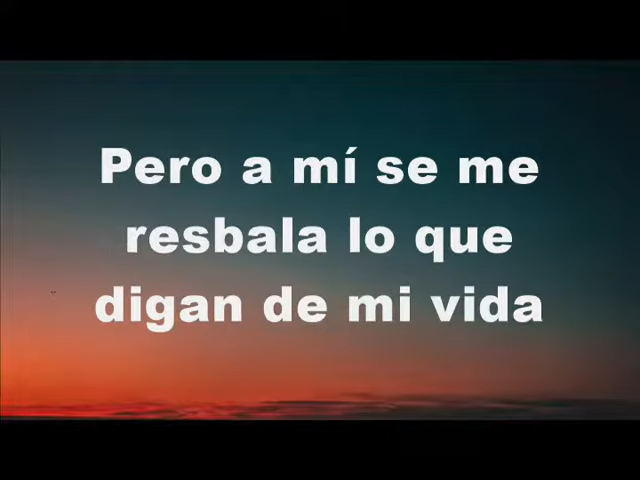 Pero a mí se me
resbala lo que
digan de mi vida